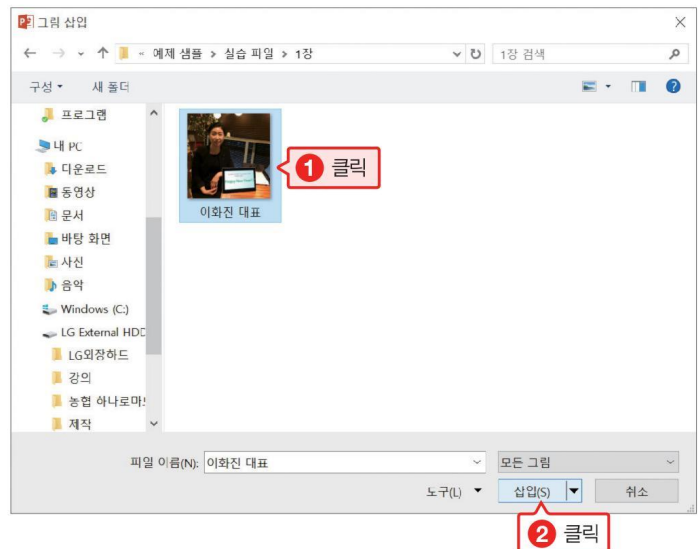 그림 삽입
예제 샘플 > 실습 파일 > 1장
1장 검색
구성
새 폴더
프로그램
내 PC
다운로드
동영상
문서
바탕 화면
사신
음악
Windows (C:)
LG External HDD
LG외장하드
강의
농협 하나로마트
제작
이화진 대표
1 클릭
파일 이름(N): 이화진 대표
모든 그림
도구(L)
삽입(S)
취소
2 클릭